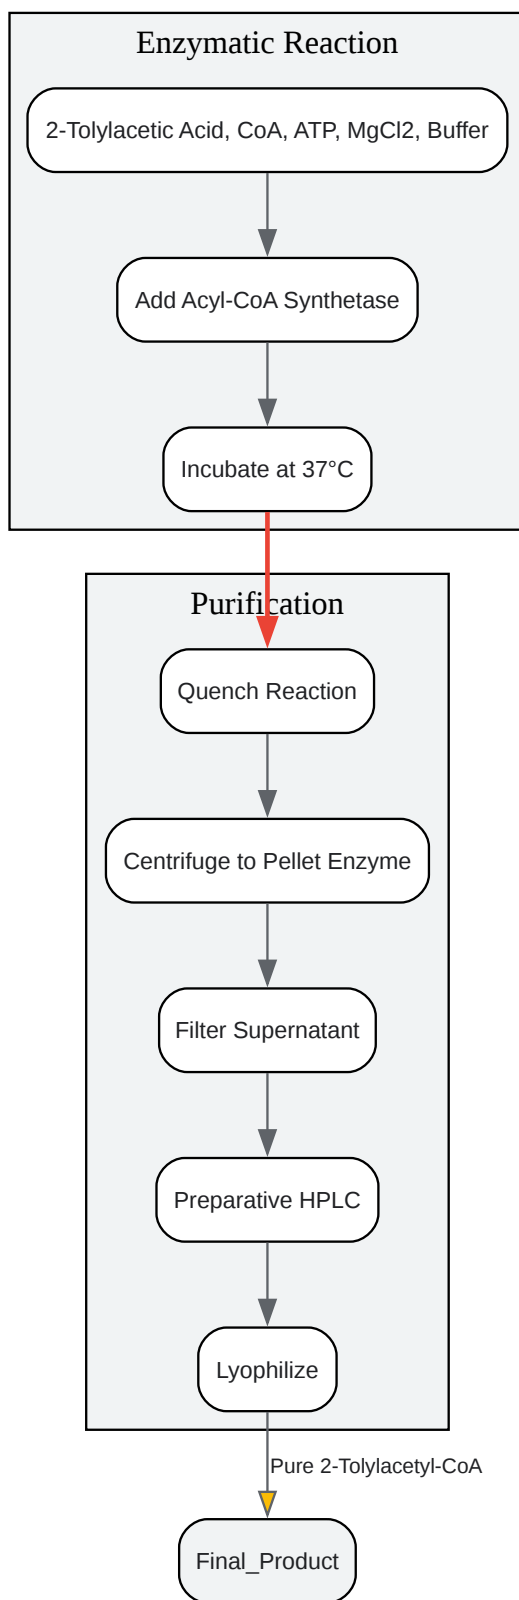 Enzymatic Reaction
2-Tolylacetic Acid, CoA, ATP, MgCl2, Buffer
Add Acyl-CoA Synthetase
Incubate at 37°C
Purification
Quench Reaction
Centrifuge to Pellet Enzyme
Filter Supernatant
Preparative HPLC
Lyophilize
Pure 2-Tolylacetyl-CoA
Final_Product